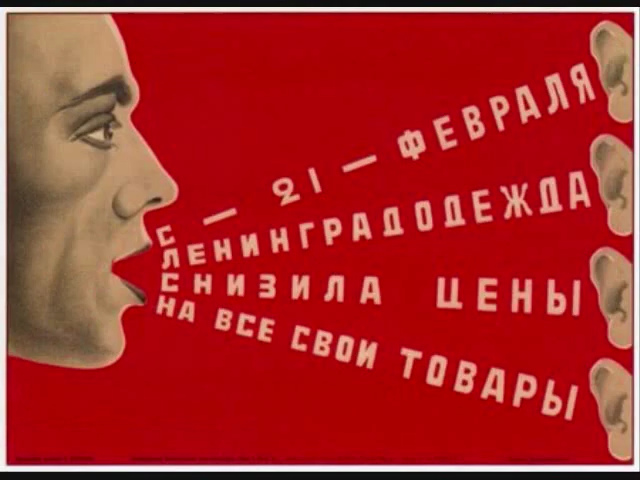 С — 21 — ФЕВРАЛЯ
ЛЕНИНГРАДОДЕЖДА
СНИЗИЛА ЦЕНЫ
НА ВСЕ СВОИ ТОВАРЫ